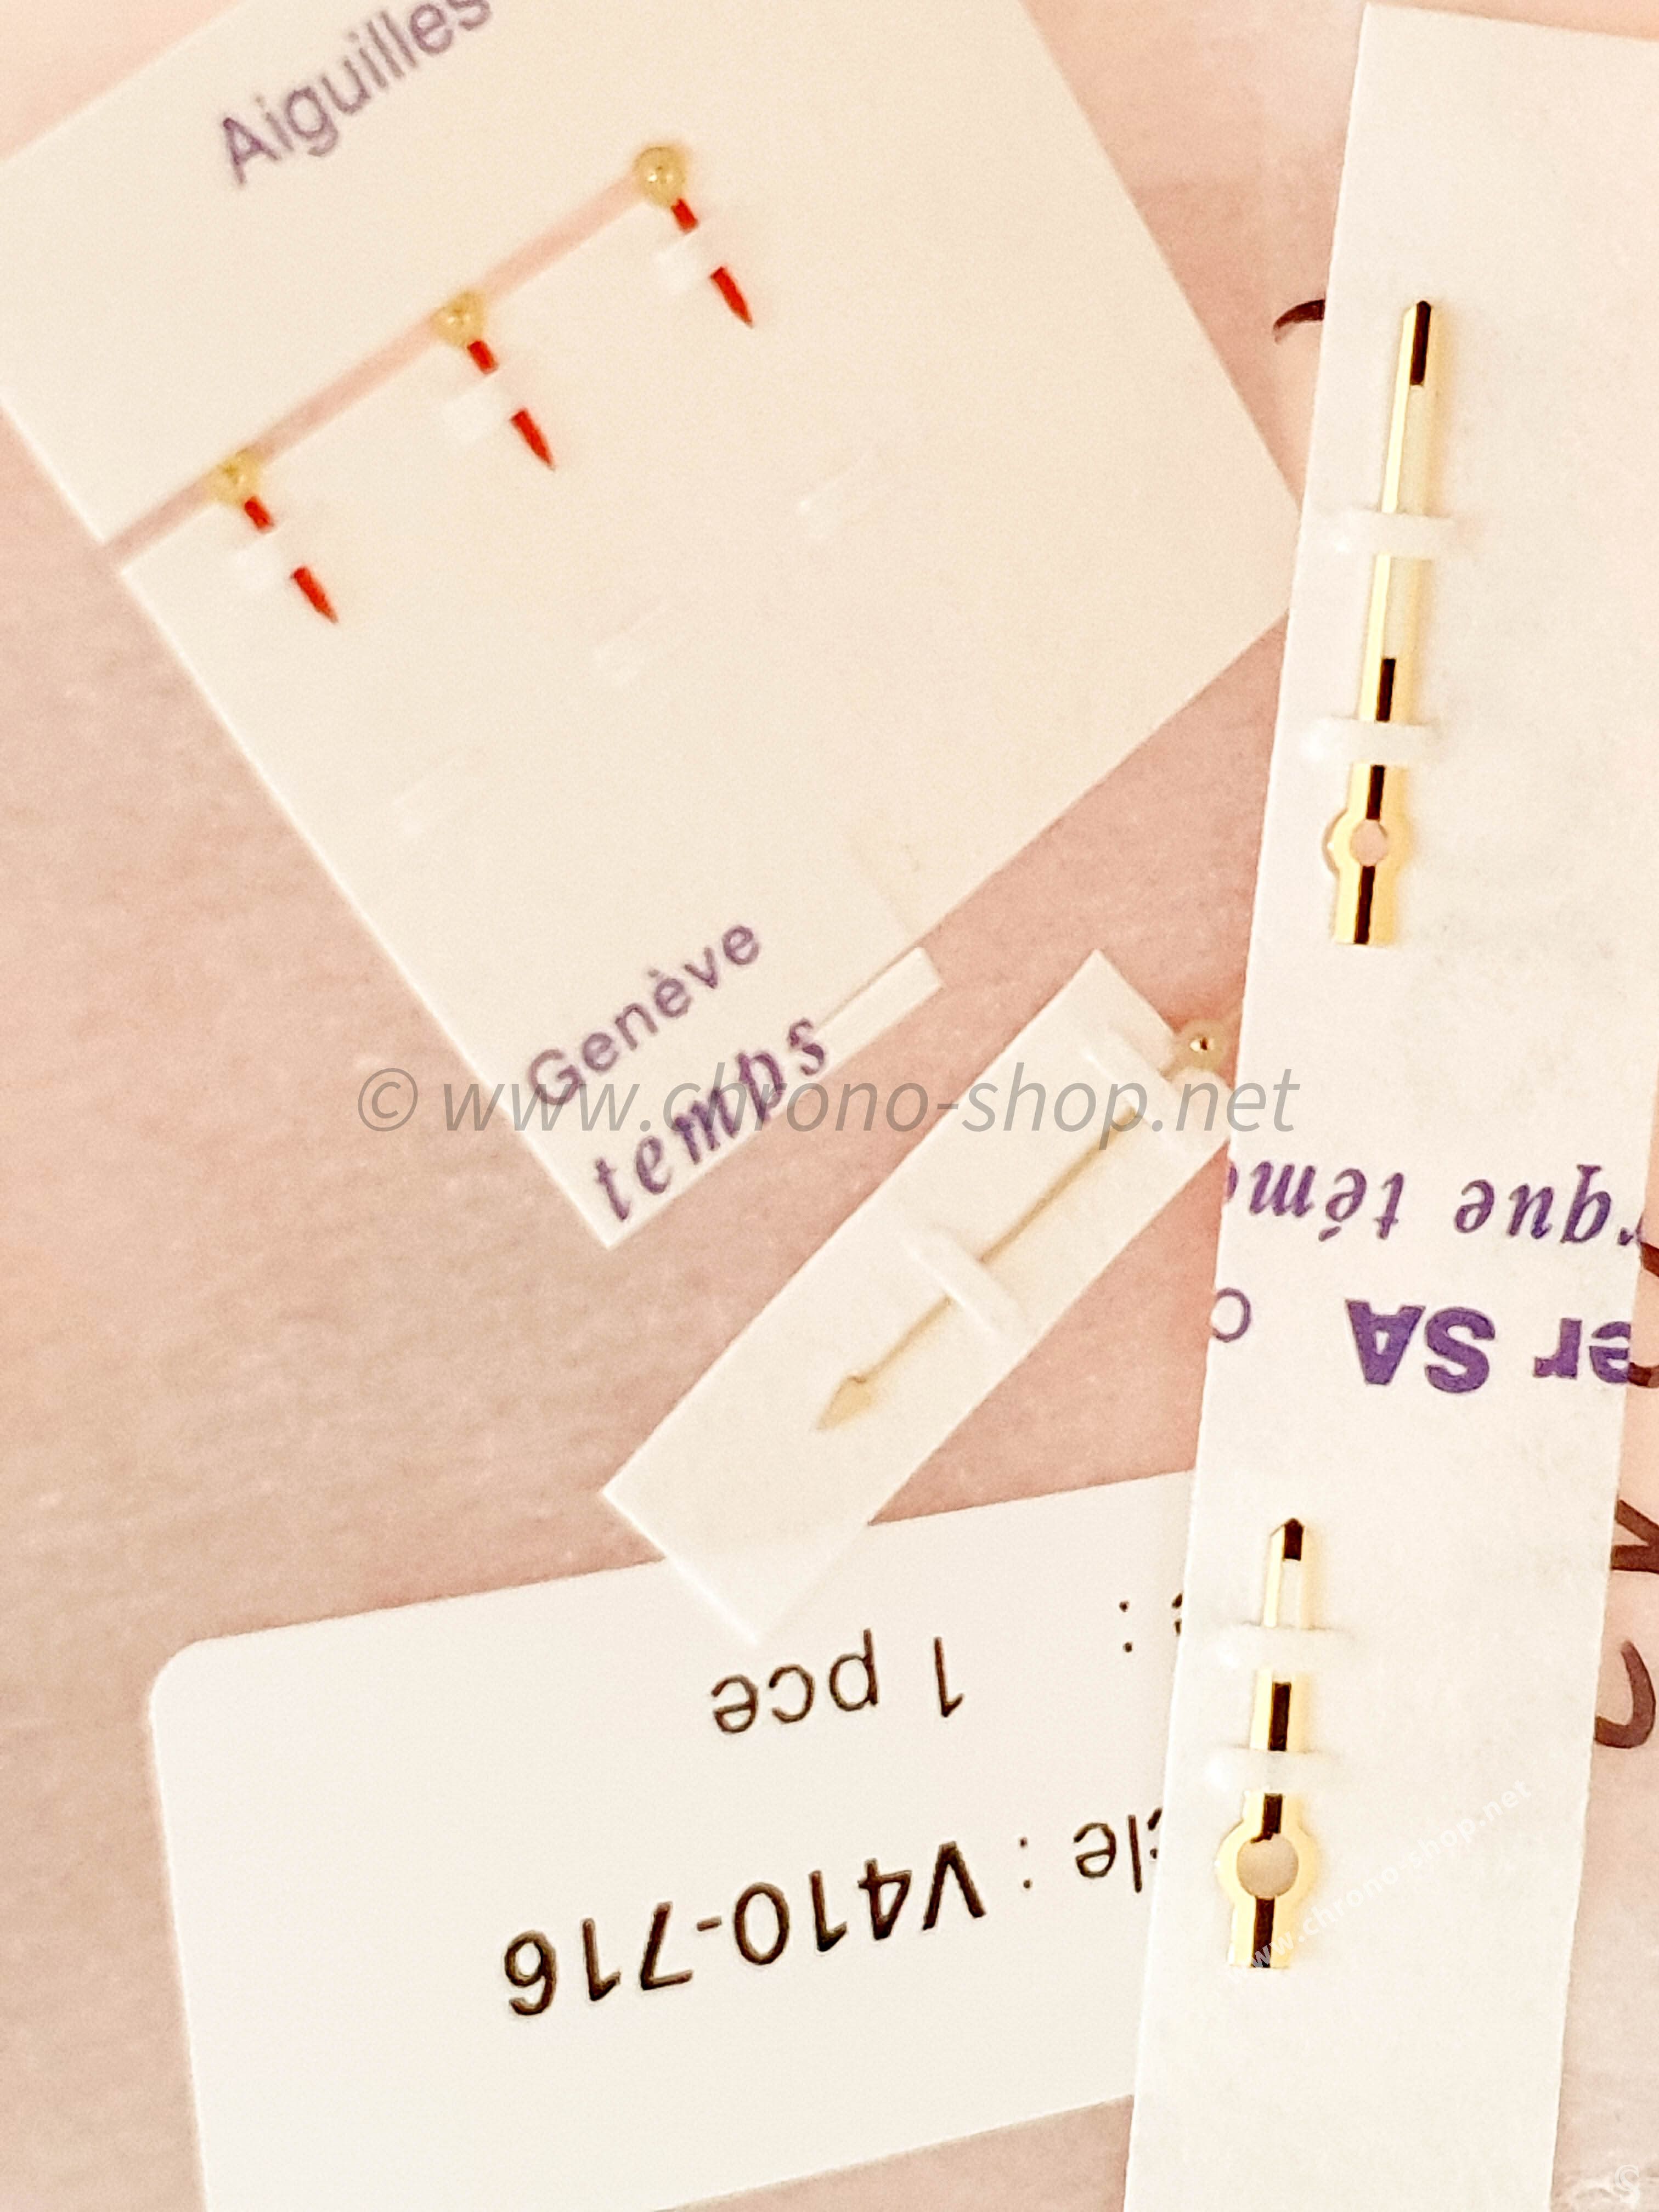 Aiguilles
Genève
temps
© www.chrono-shop.net
rque tém
er SA
: 1 pce
cle : V410-716
www.chrono-shop.net
©